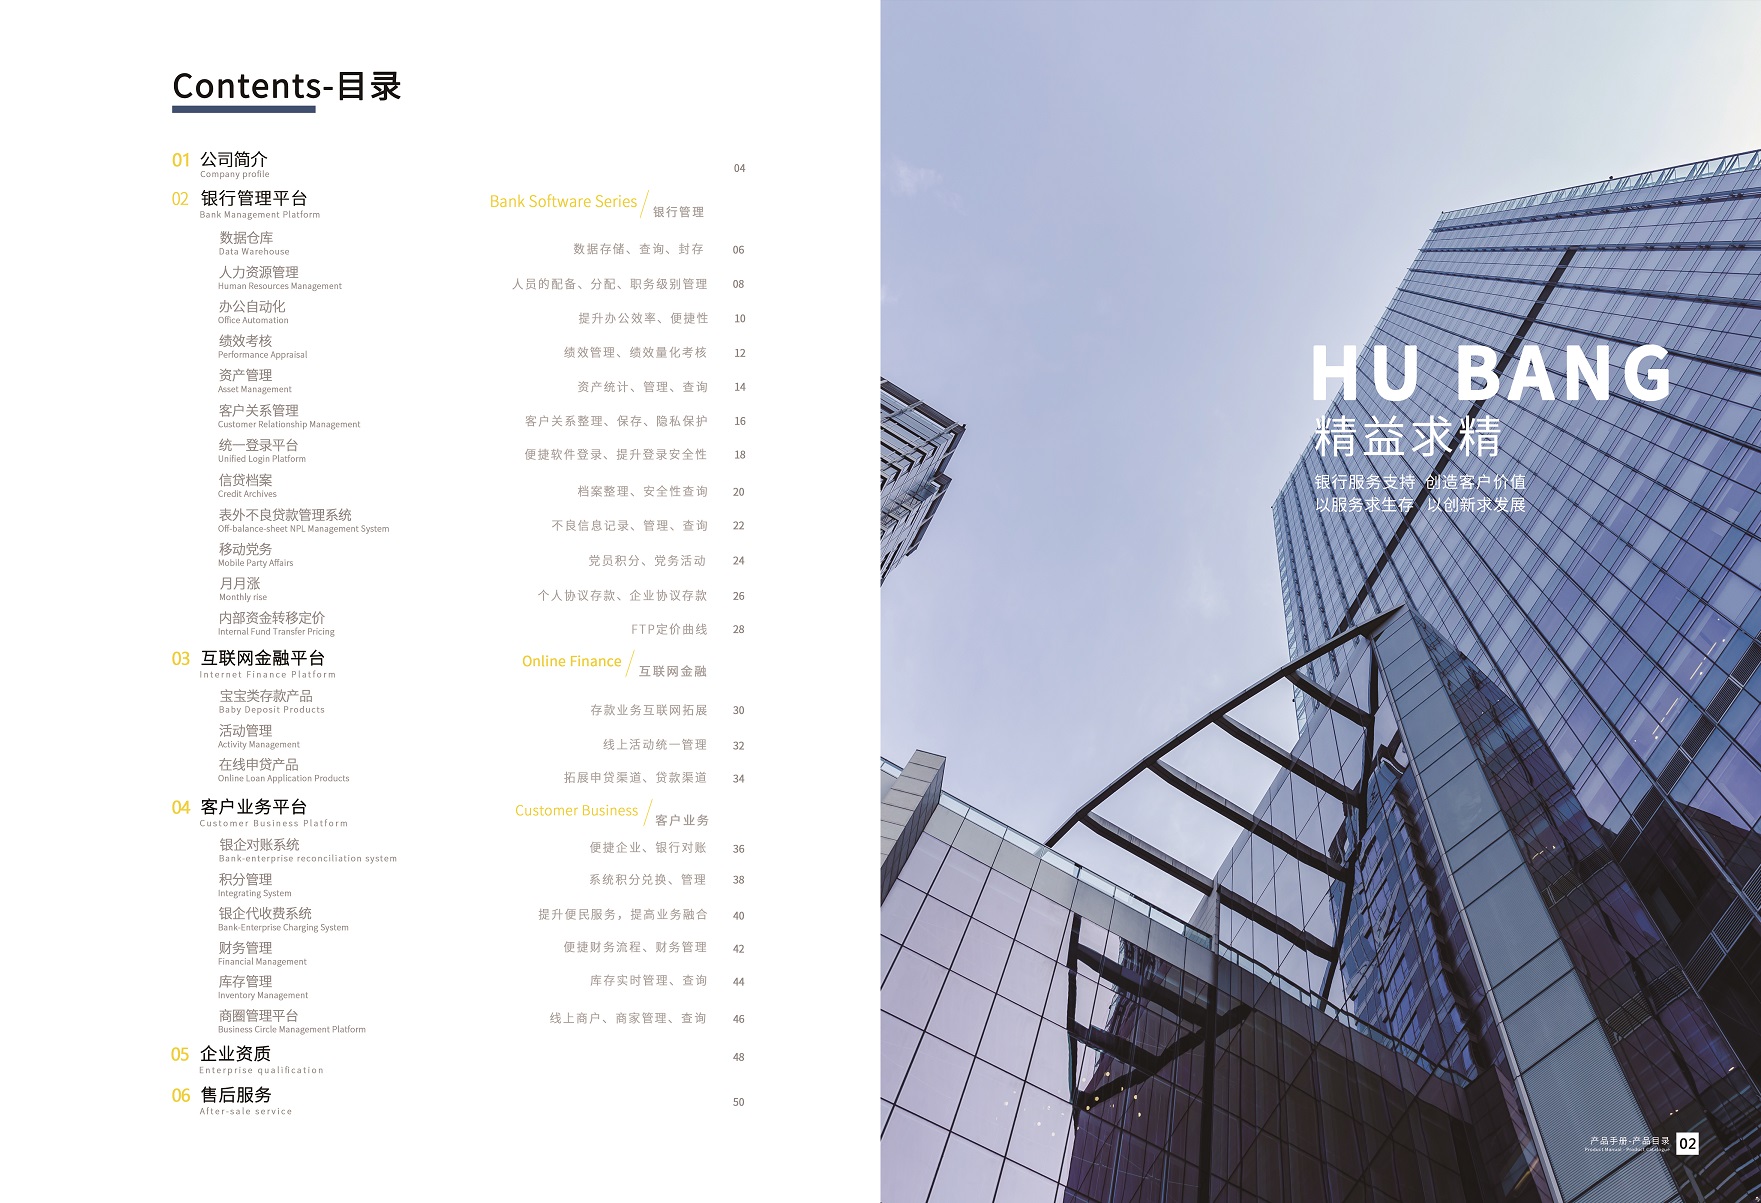 Contents-目录
01 公司简介 04
Company profile
02 银行管理平台 Bank Software Series / 银行管理
Bank Management Platform
数据仓库 数据存储、查询、封存 06
Data Warehouse
人力资源管理 人员的配备、分配、职务级别管理 08
Human Resources Management
办公自动化 提升办公效率、便捷性 10
Office Automation
绩效考核 绩效管理、绩效量化考核 12
Performance Appraisal
资产管理 资产统计、管理、查询 14
Asset Management
客户关系管理 客户关系整理、保存、隐私保护 16
Customer Relationship Management
统一登录平台 便捷软件登录、提升登录安全性 18
Unified Login Platform
信贷档案 档案整理、安全性查询 20
Credit Archives
表外不良贷款管理系统 不良信息记录、管理、查询 22
Off-balance-sheet NPL Management System
移动党务 党员积分、党务活动 24
Mobile Party Affairs
月月涨 个人协议存款、企业协议存款 26
Monthly rise
内部资金转移定价 FTP定价曲线 28
Internal Fund Transfer Pricing
03 互联网金融平台 Online Finance / 互联网金融
Internet Finance Platform
宝宝类存款产品 存款业务互联网拓展 30
Baby Deposit Products
活动管理 线上活动统一管理 32
Activity Management
在线申贷产品 拓展申贷渠道、贷款渠道 34
Online Loan Application Products
04 客户业务平台 Customer Business / 客户业务
Customer Business Platform
银企对账系统 便捷企业、银行对账 36
Bank-enterprise reconciliation system
积分管理 系统积分兑换、管理 38
Integrating System
银企代收费系统 提升便民服务，提高业务融合 40
Bank-Enterprise Charging System
财务管理 便捷财务流程、财务管理 42
Financial Management
库存管理 库存实时管理、查询 44
Inventory Management
商圈管理平台 线上商户、商家管理、查询 46
Business Circle Management Platform
05 企业资质 48
Enterprise qualification
06 售后服务 50
After-sale service
HU BANG
精益求精
银行服务支持 创造客户价值
以服务求生存 以创新求发展
产品手册-产品目录 02
Product Manual - Product Catalogue